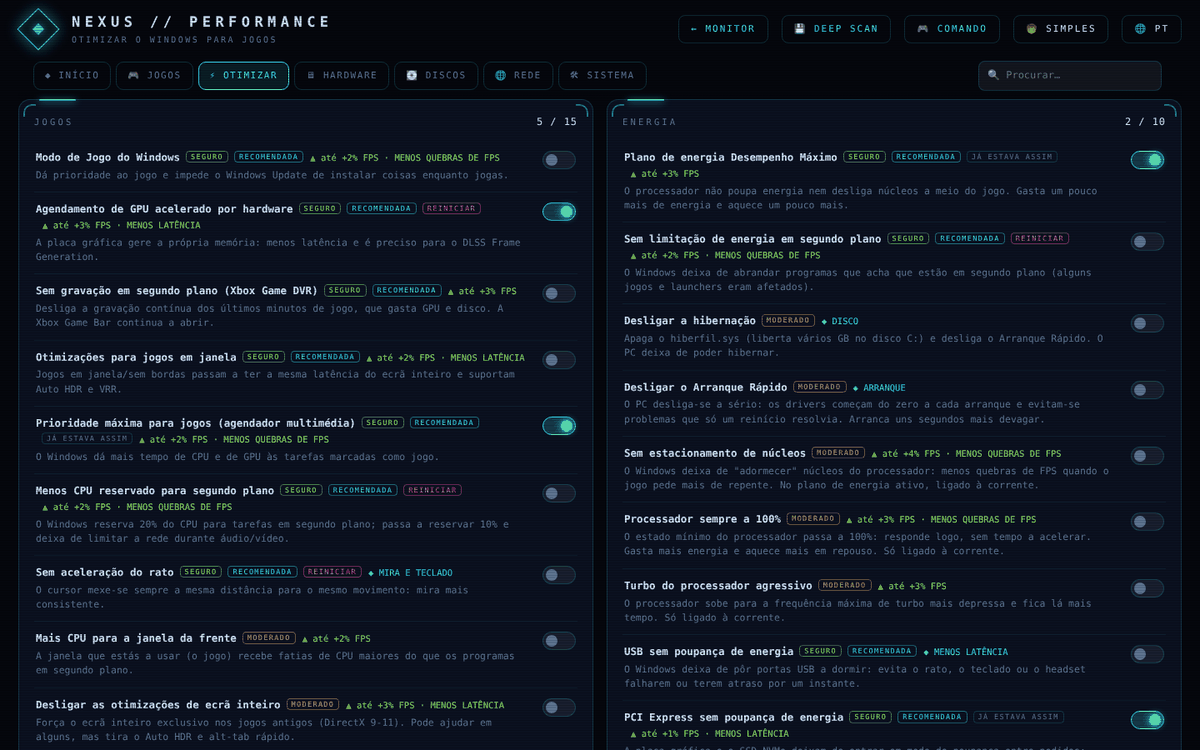 NEXUS // PERFORMANCE
OTIMIZAR O WINDOWS PARA JOGOS
← MONITOR
DEEP SCAN
COMANDO
SIMPLES
PT
INÍCIO
JOGOS
OTIMIZAR
HARDWARE
DISCOS
REDE
SISTEMA
Procurar…
JOGOS 5 / 15
Modo de Jogo do Windows SEGURO RECOMENDADA ▲ até +2% FPS · MENOS QUEBRAS DE FPS
Dá prioridade ao jogo e impede o Windows Update de instalar coisas enquanto jogas.
Agendamento de GPU acelerado por hardware SEGURO RECOMENDADA REINICIAR
▲ até +3% FPS · MENOS LATÊNCIA
A placa gráfica gere a própria memória: menos latência e é preciso para o DLSS Frame
Generation.
Sem gravação em segundo plano (Xbox Game DVR) SEGURO RECOMENDADA ▲ até +3% FPS
Desliga a gravação contínua dos últimos minutos de jogo, que gasta GPU e disco. A
Xbox Game Bar continua a abrir.
Otimizações para jogos em janela SEGURO RECOMENDADA ▲ até +2% FPS · MENOS LATÊNCIA
Jogos em janela/sem bordas passam a ter a mesma latência do ecrã inteiro e suportam
Auto HDR e VRR.
Prioridade máxima para jogos (agendador multimédia) SEGURO RECOMENDADA
JÁ ESTAVA ASSIM ▲ até +2% FPS · MENOS QUEBRAS DE FPS
O Windows dá mais tempo de CPU e de GPU às tarefas marcadas como jogo.
Menos CPU reservado para segundo plano SEGURO RECOMENDADA REINICIAR
▲ até +2% FPS · MENOS QUEBRAS DE FPS
O Windows reserva 20% do CPU para tarefas em segundo plano; passa a reservar 10% e
deixa de limitar a rede durante áudio/vídeo.
Sem aceleração do rato SEGURO RECOMENDADA REINICIAR ◆ MIRA E TECLADO
O cursor mexe-se sempre a mesma distância para o mesmo movimento: mira mais
consistente.
Mais CPU para a janela da frente MODERADO ▲ até +2% FPS
A janela que estás a usar (o jogo) recebe fatias de CPU maiores do que os programas
em segundo plano.
Desligar as otimizações de ecrã inteiro MODERADO ▲ até +3% FPS · MENOS LATÊNCIA
Força o ecrã inteiro exclusivo nos jogos antigos (DirectX 9-11). Pode ajudar em
alguns, mas tira o Auto HDR e alt-tab rápido.
ENERGIA 2 / 10
Plano de energia Desempenho Máximo SEGURO RECOMENDADA JÁ ESTAVA ASSIM
▲ até +3% FPS
O processador não poupa energia nem desliga núcleos a meio do jogo. Gasta um pouco
mais de energia e aquece um pouco mais.
Sem limitação de energia em segundo plano SEGURO RECOMENDADA REINICIAR
▲ até +2% FPS · MENOS QUEBRAS DE FPS
O Windows deixa de abrandar programas que acha que estão em segundo plano (alguns
jogos e launchers eram afetados).
Desligar a hibernação MODERADO ◆ DISCO
Apaga o hiberfil.sys (liberta vários GB no disco C:) e desliga o Arranque Rápido. O
PC deixa de poder hibernar.
Desligar o Arranque Rápido MODERADO ◆ ARRANQUE
O PC desliga-se a sério: os drivers começam do zero a cada arranque e evitam-se
problemas que só um reinício resolvia. Arranca uns segundos mais devagar.
Sem estacionamento de núcleos MODERADO ▲ até +4% FPS · MENOS QUEBRAS DE FPS
O Windows deixa de "adormecer" núcleos do processador: menos quebras de FPS quando o
jogo pede mais de repente. No plano de energia ativo, ligado à corrente.
Processador sempre a 100% MODERADO ▲ até +3% FPS · MENOS QUEBRAS DE FPS
O estado mínimo do processador passa a 100%: responde logo, sem tempo a acelerar.
Gasta mais energia e aquece mais em repouso. Só ligado à corrente.
Turbo do processador agressivo MODERADO ▲ até +3% FPS
O processador sobe para a frequência máxima de turbo mais depressa e fica lá mais
tempo. Só ligado à corrente.
USB sem poupança de energia SEGURO RECOMENDADA ◆ MENOS LATÊNCIA
O Windows deixa de pôr portas USB a dormir: evita o rato, o teclado ou o headset
falharem ou terem atraso por um instante.
PCI Express sem poupança de energia SEGURO RECOMENDADA JÁ ESTAVA ASSIM
▲ até +1% FPS · MENOS LATÊNCIA